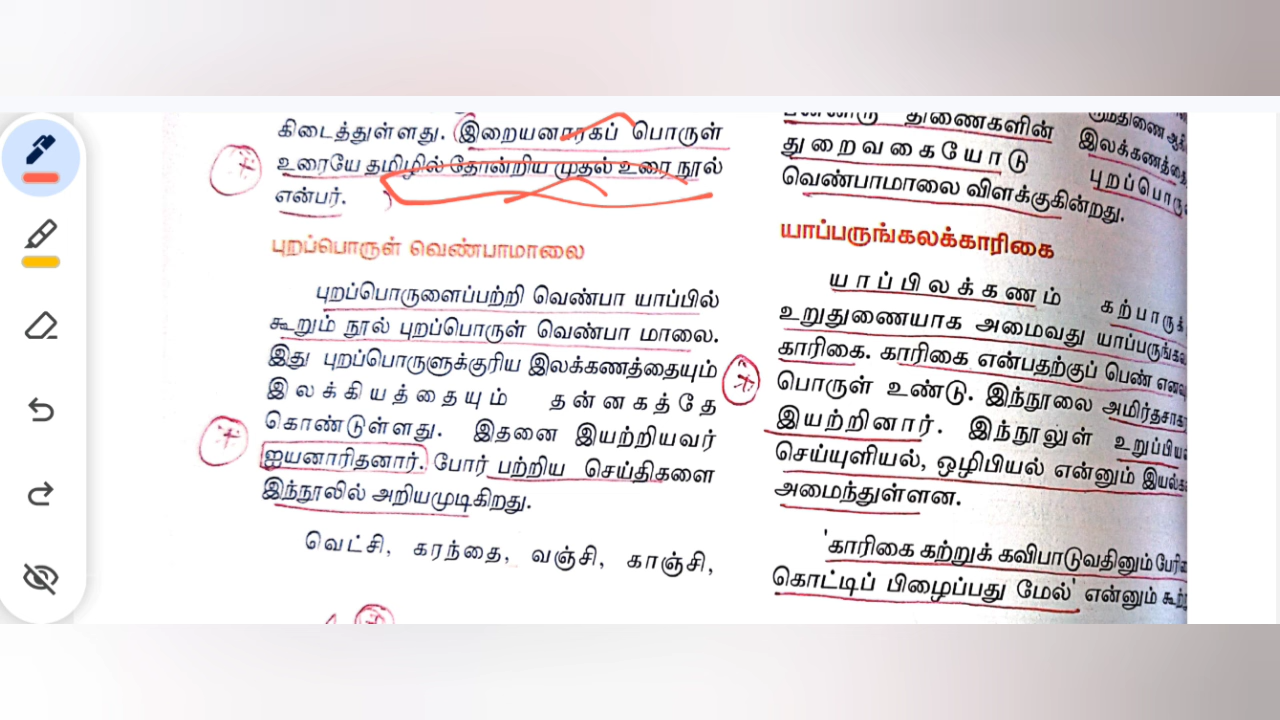 கிடைத்துள்ளது. இறையனாரகப் பொருள்
உரையே தமிழில் தோன்றிய முதல் உரை நூல்
என்பர்.
புறப்பொருள் வெண்பாமாலை
புறப்பொருளைப்பற்றி வெண்பா யாப்பில்
கூறும் நூல் புறப்பொருள் வெண்பா மாலை.
இது புறப்பொருளுக்குரிய இலக்கணத்தையும்
இலக்கியத்தையும் தன்னகத்தே
கொண்டுள்ளது. இதனை இயற்றியவர்
ஐயனாரிதனார். போர் பற்றிய செய்திகளை
இந்நூலில் அறியமுடிகிறது.
வெட்சி, கரந்தை, வஞ்சி, காஞ்சி,
துணைகளின்
துறைவகையோடு
வெண்பாமாலை விளக்குகின்றது.
யாப்பருங்கலக்காரிகை
யாப்பிலக்கணம்
உறுதுணையாக அமைவது
காரிகை. காரிகை என்பதற்குப் பெண்
பொருள் உண்டு. இந்நூலை
இயற்றினார். இந்நூலுள்
செய்யுளியல், ஒழிபியல் என்னும்
அமைந்துள்ளன.
'காரிகை கற்றுக் கவிபாடுவதினும்
கொட்டிப் பிழைப்பது மேல்' என்னும்